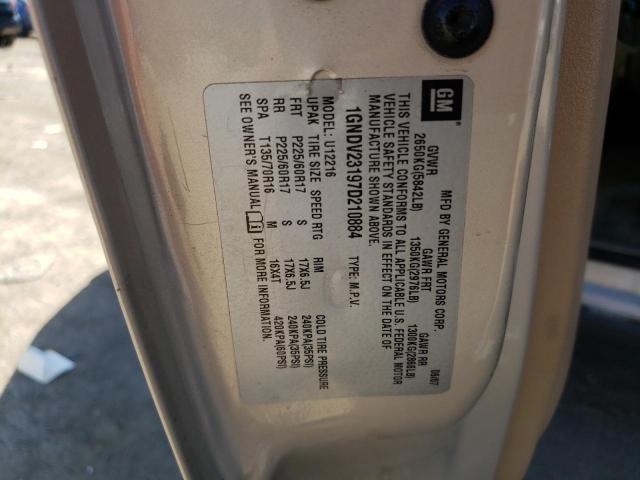 GM
MFD BY GENERAL MOTORS CORP. 06/07
GVWR GAWR FRT GAWR RR
2660KG(5842LB) 1350KG(2976LB) 1300KG(2866LB)
THIS VEHICLE CONFORMS TO ALL APPLICABLE U.S. FEDERAL MOTOR
VEHICLE SAFETY STANDARDS IN EFFECT ON THE DATE OF
MANUFACTURE SHOWN ABOVE.
1GNDV23197D210884 TYPE: M.P.V.
MODEL: U12216
UPAK TIRE SIZE SPEED RTG RIM COLD TIRE PRESSURE
FRT P225/60R17 S 17X6.5J 240KPA(35PSI)
RR P225/60R17 S 17X6.5J 240KPA(35PSI)
SPA T135/70R16 M 16X4T 420KPA(60PSI)
SEE OWNER'S MANUAL FOR MORE INFORMATION.